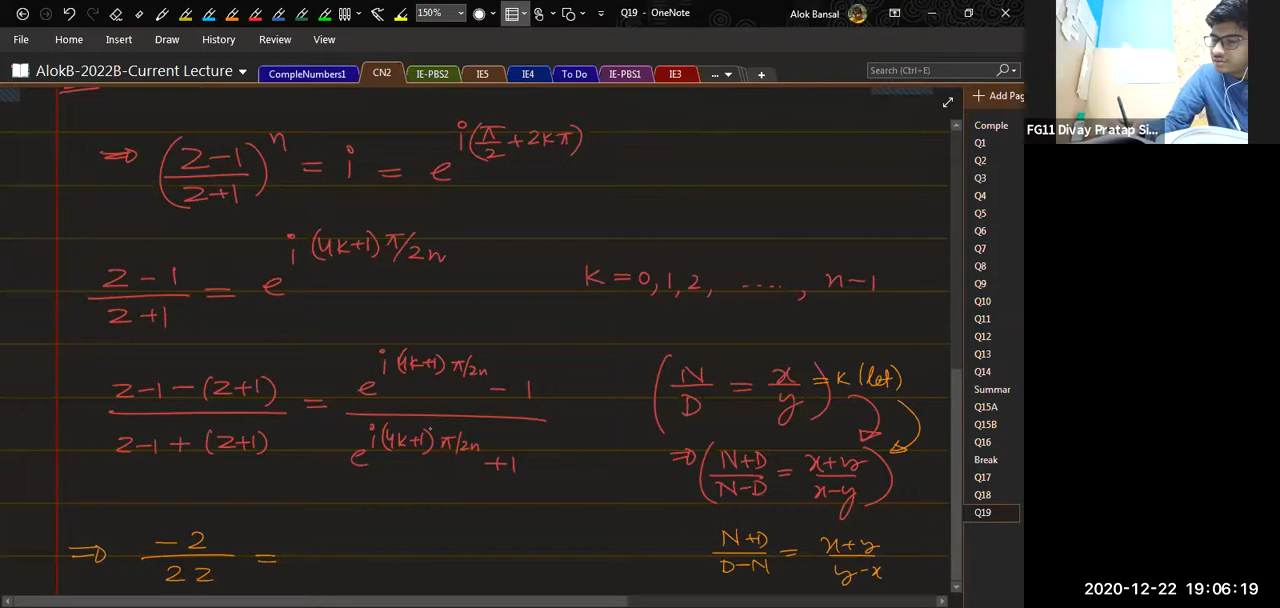 150%
Q19 - OneNote
Alok Bansal
File Home Insert Draw History Review View
AlokB-2022B-Current Lecture
CompleNumbers1 CN2 IE-PBS2 IE5 IE4 To Do IE-PBS1 IE3 ...
Search (Ctrl+E)
Add Pag
FG11 Divay Pratap Si...
Comple
Q1
Q2
Q3
Q4
Q5
Q6
Q7
Q8
Q9
Q10
Q11
Q12
Q13
Q14
Summar
Q15A
Q15B
Q16
Break
Q17
Q18
Q19
⇒ ((z-1)/(z+1))^n = i = e^{i(π/2+2kπ)}
(z-1)/(z+1) = e^{i(4k+1)π/2n} K = 0, 1, 2, ....., n-1
(z-1-(z+1))/(z-1+(z+1)) = (e^{i(4k+1)π/2n} - 1)/(e^{i(4k+1)π/2n} + 1)
(N/D = x/y) = K (let)
⇒ ((N+D)/(N-D) = (x+y)/(x-y))
⇒ -2/2z =
(N+D)/(D-N) = (x+y)/(y-x)
2020-12-22 19:06:19